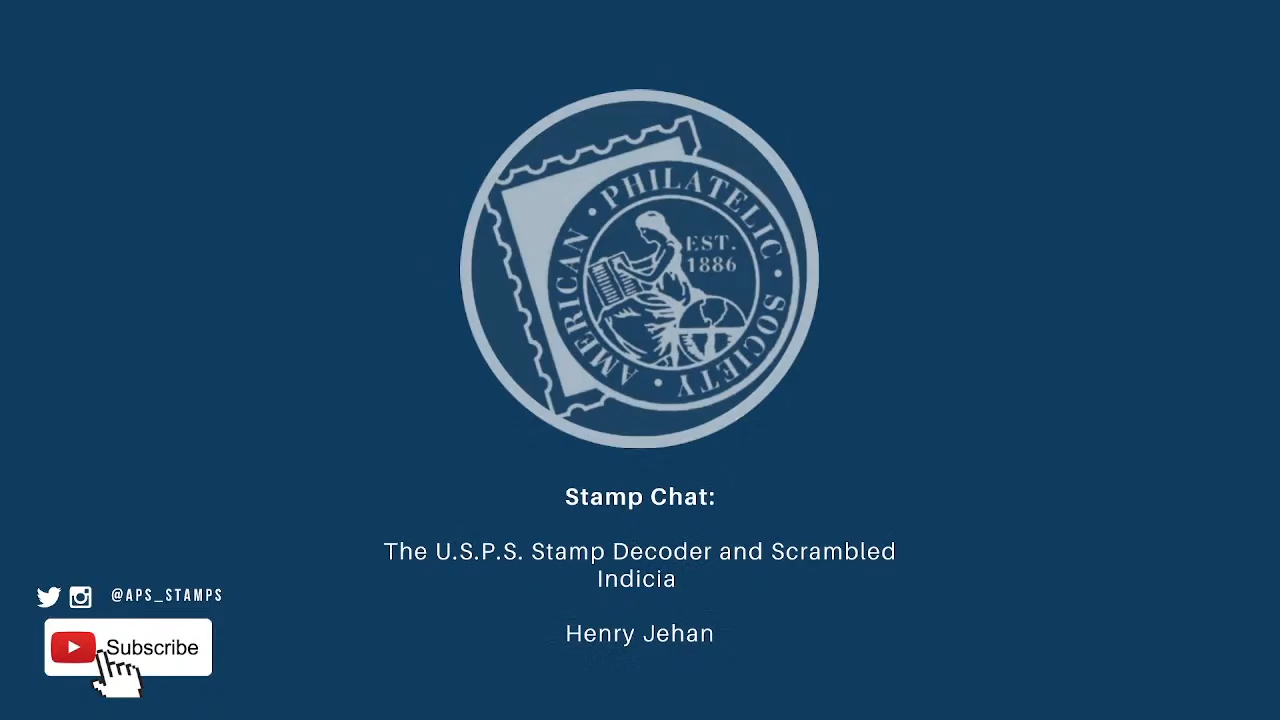 AMERICAN • PHILATELIC • SOCIETY •
EST.
1886
Stamp Chat:
The U.S.P.S. Stamp Decoder and Scrambled
Indicia
Henry Jehan
@APS_STAMPS
Subscribe